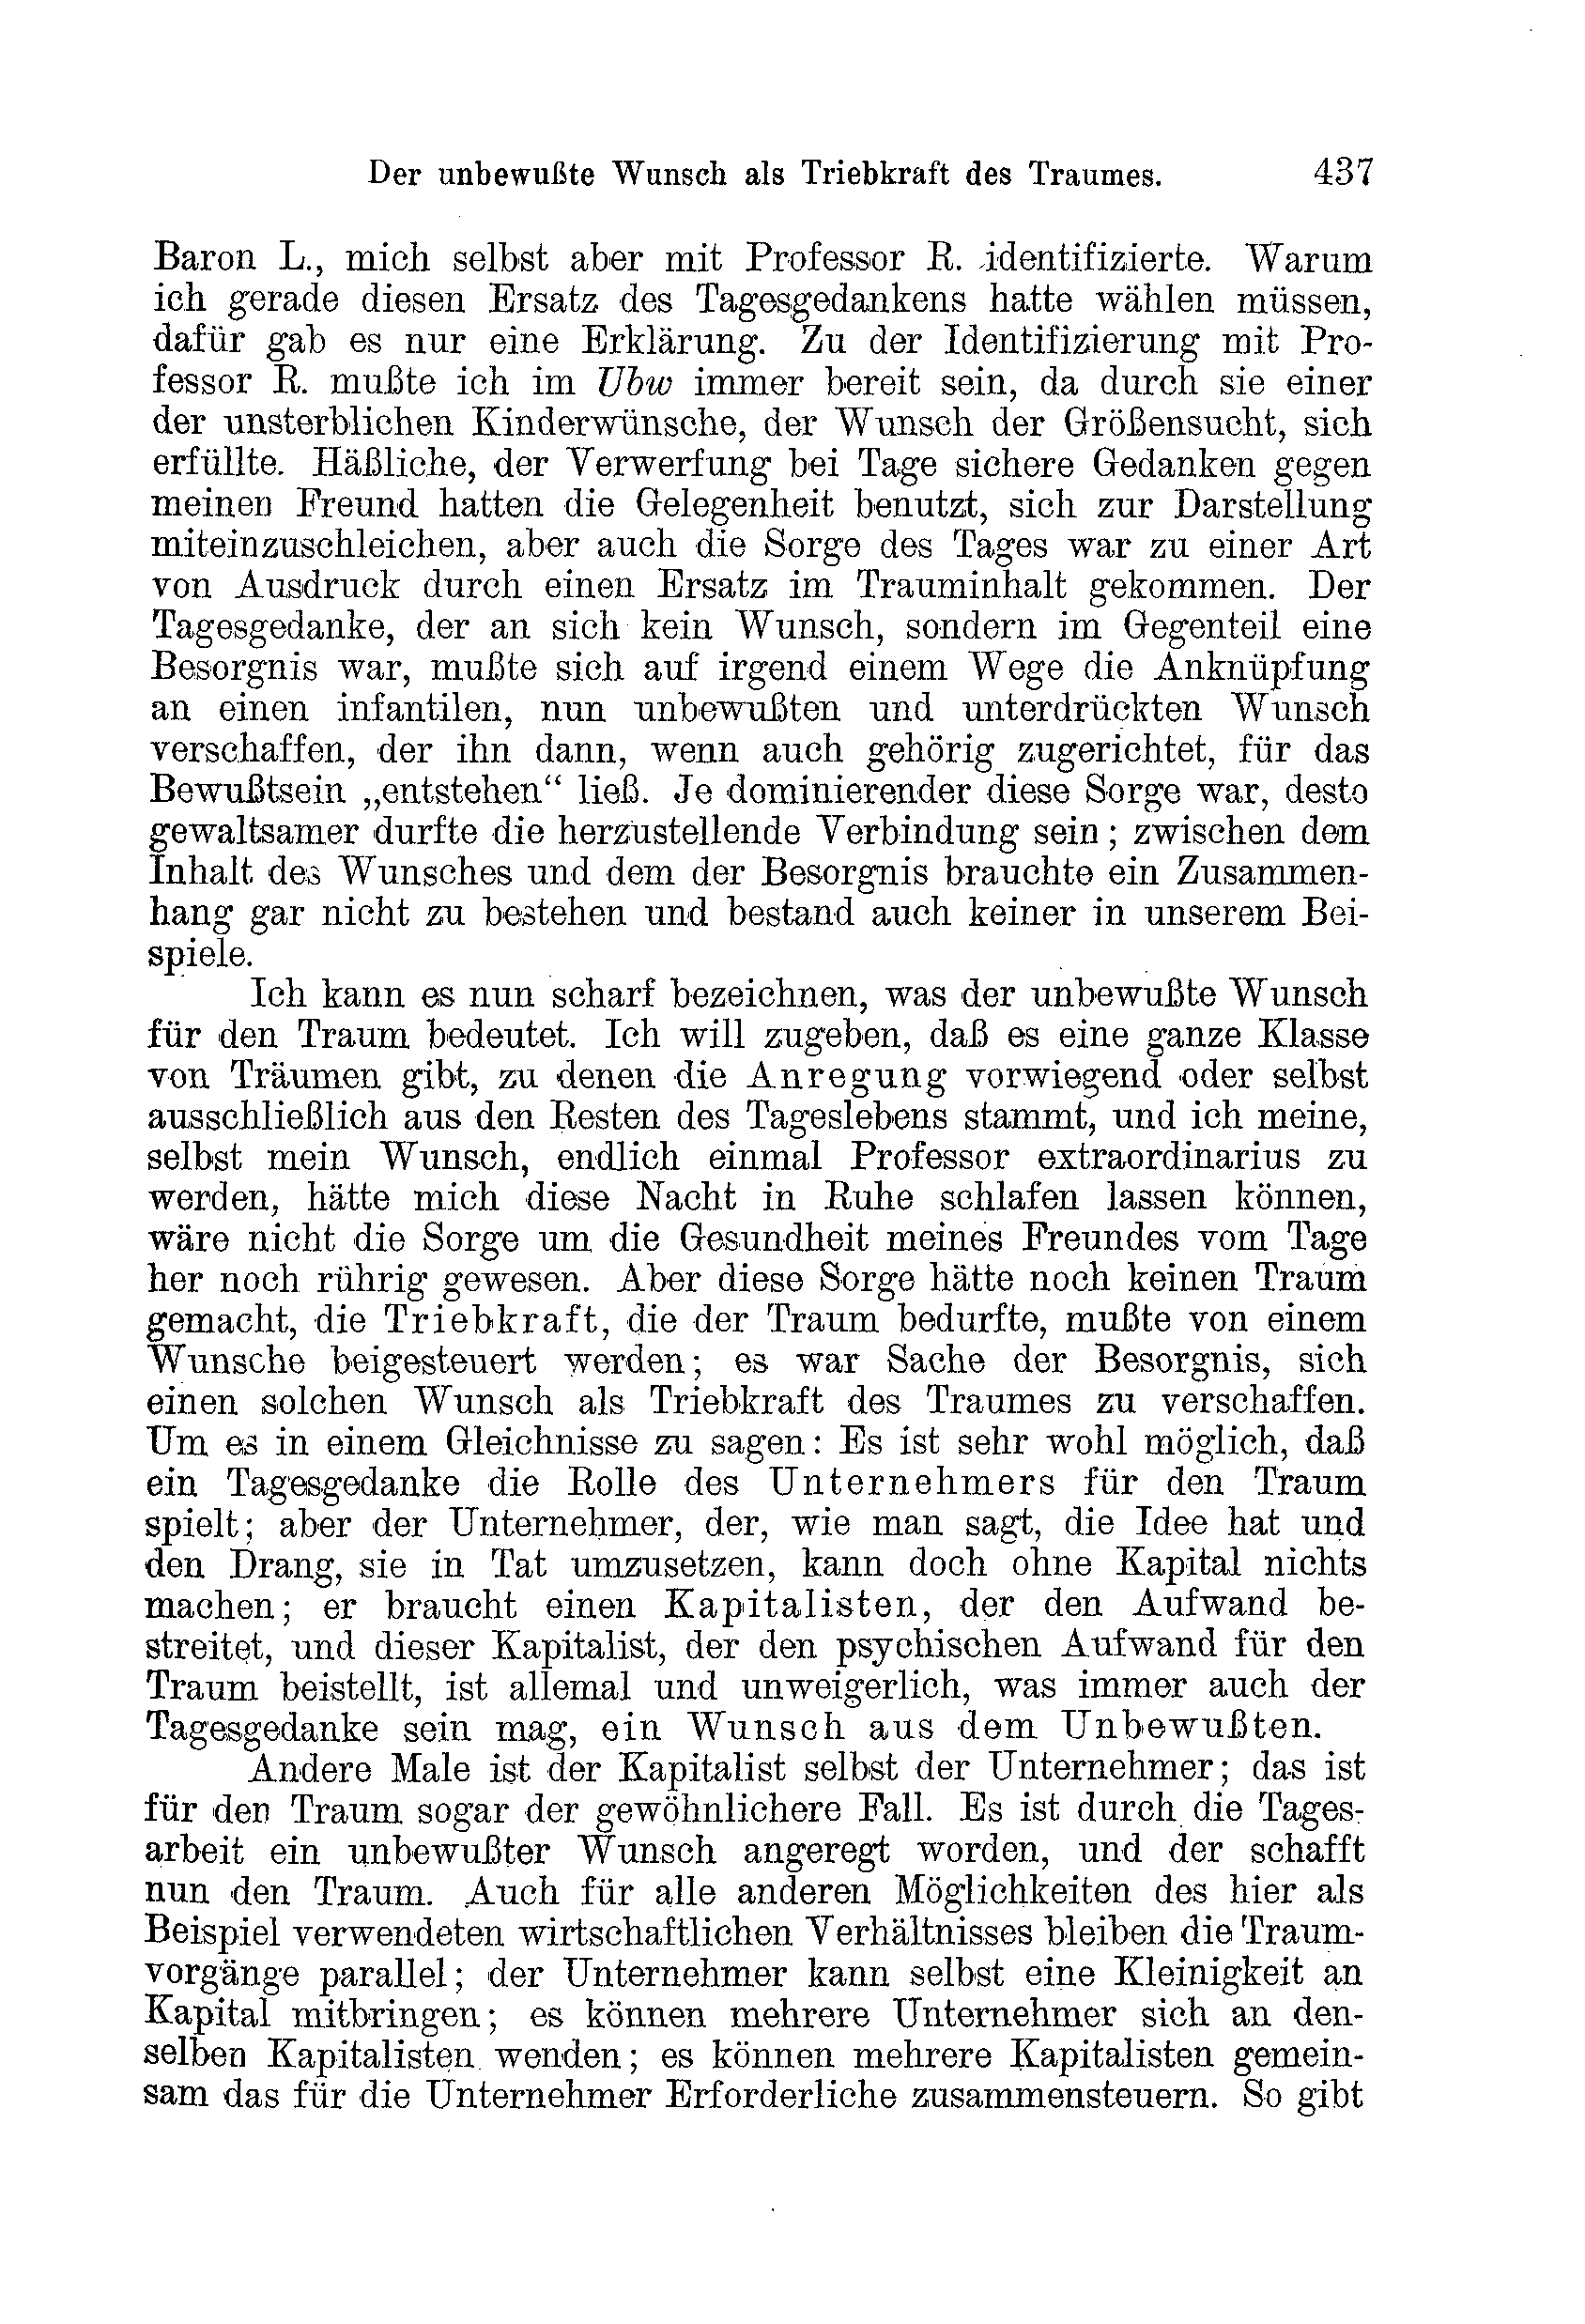 Der unbewußte Wunsch als Triebkraft des Traumes. 437
Baron L., mich selbst aber mit Professor R. identifizierte. Warum
ich gerade diesen Ersatz des Tagesgedankens hatte wählen müssen,
dafür gab es nur eine Erklärung. Zu der Identifizierung mit Pro-
fessor R. mußte ich im Ubw immer bereit sein, da durch sie einer
der unsterblichen Kinderwünsche, der Wunsch der Größensucht, sich
erfüllte. Häßliche, der Verwerfung bei Tage sichere Gedanken gegen
meinen Freund hatten die Gelegenheit benutzt, sich zur Darstellung
miteinzuschleichen, aber auch die Sorge des Tages war zu einer Art
von Ausdruck durch einen Ersatz im Trauminhalt gekommen. Der
Tagesgedanke, der an sich kein Wunsch, sondern im Gegenteil eine
Besorgnis war, mußte sich auf irgend einem Wege die Anknüpfung
an einen infantilen, nun unbewußten und unterdrückten Wunsch
verschaffen, der ihn dann, wenn auch gehörig zugerichtet, für das
Bewußtsein „entstehen“ ließ. Je dominierender diese Sorge war, desto
gewaltsamer durfte die herzustellende Verbindung sein; zwischen dem
Inhalt des Wunsches und dem der Besorgnis brauchte ein Zusammen-
hang gar nicht zu bestehen und bestand auch keiner in unserem Bei-
spiele.
Ich kann es nun scharf bezeichnen, was der unbewußte Wunsch
für den Traum bedeutet. Ich will zugeben, daß es eine ganze Klasse
von Träumen gibt, zu denen die Anregung vorwiegend oder selbst
ausschließlich aus den Resten des Tageslebens stammt, und ich meine,
selbst mein Wunsch, endlich einmal Professor extraordinarius zu
werden, hätte mich diese Nacht in Ruhe schlafen lassen können,
wäre nicht die Sorge um die Gesundheit meines Freundes vom Tage
her noch rührig gewesen. Aber diese Sorge hätte noch keinen Traum
gemacht, die Triebkraft, die der Traum bedurfte, mußte von einem
Wunsche beigesteuert werden; es war Sache der Besorgnis, sich
einen solchen Wunsch als Triebkraft des Traumes zu verschaffen.
Um es in einem Gleichnisse zu sagen: Es ist sehr wohl möglich, daß
ein Tagesgedanke die Rolle des Unternehmers für den Traum
spielt; aber der Unternehmer, der, wie man sagt, die Idee hat und
den Drang, sie in Tat umzusetzen, kann doch ohne Kapital nichts
machen; er braucht einen Kapitalisten, der den Aufwand be-
streitet, und dieser Kapitalist, der den psychischen Aufwand für den
Traum beistellt, ist allemal und unweigerlich, was immer auch der
Tagesgedanke sein mag, ein Wunsch aus dem Unbewußten.
Andere Male ist der Kapitalist selbst der Unternehmer; das ist
für den Traum sogar der gewöhnlichere Fall. Es ist durch die Tages-
arbeit ein unbewußter Wunsch angeregt worden, und der schafft
nun den Traum. Auch für alle anderen Möglichkeiten des hier als
Beispiel verwendeten wirtschaftlichen Verhältnisses bleiben die Traum-
vorgänge parallel; der Unternehmer kann selbst eine Kleinigkeit an
Kapital mitbringen; es können mehrere Unternehmer sich an den-
selben Kapitalisten wenden; es können mehrere Kapitalisten gemein-
sam das für die Unternehmer Erforderliche zusammensteuern. So gibt